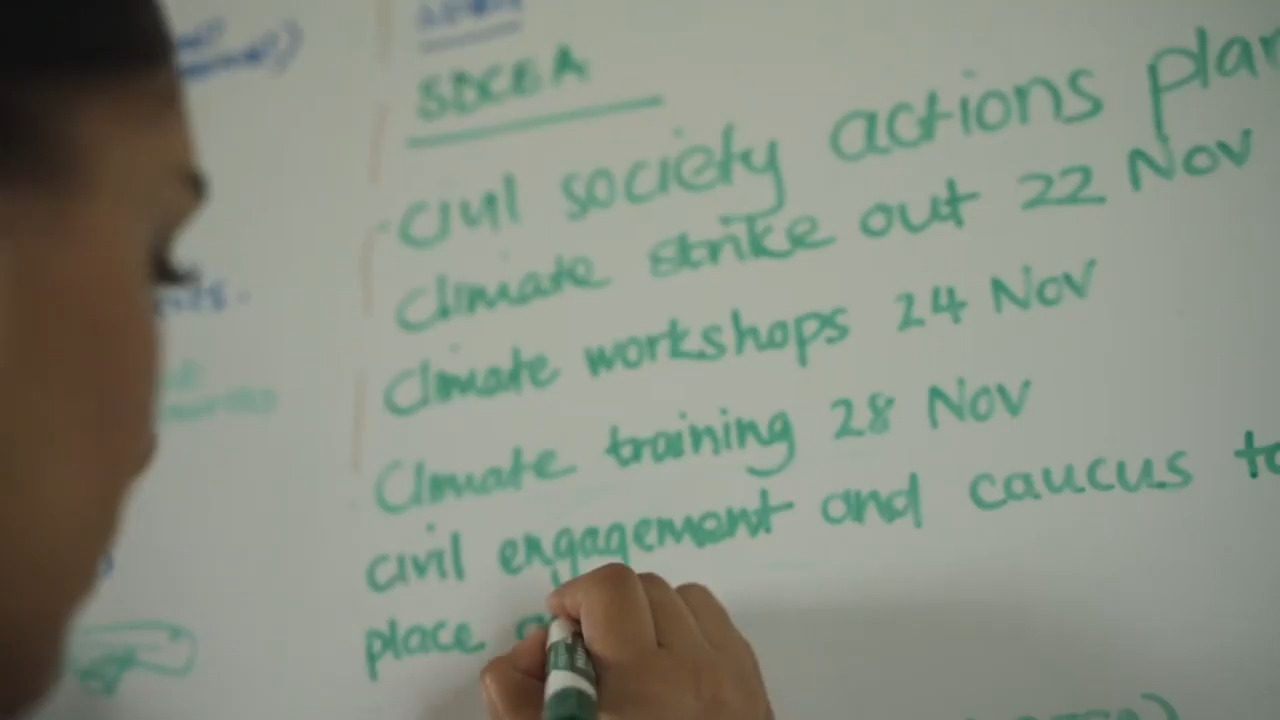 SDCEA
civil society actions plan
Climate strike out 22 Nov
Climate workshops 24 Nov
Climate training 28 Nov
civil engagement and caucus to
place